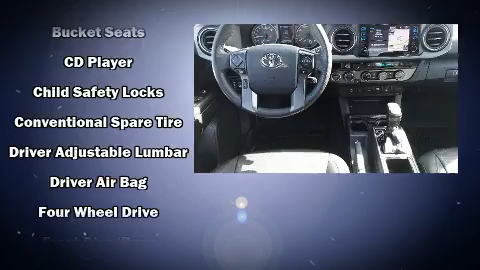 Bucket Seats
CD Player
Child Safety Locks
Conventional Spare Tire
Driver Adjustable Lumbar
Driver Air Bag
Four Wheel Drive